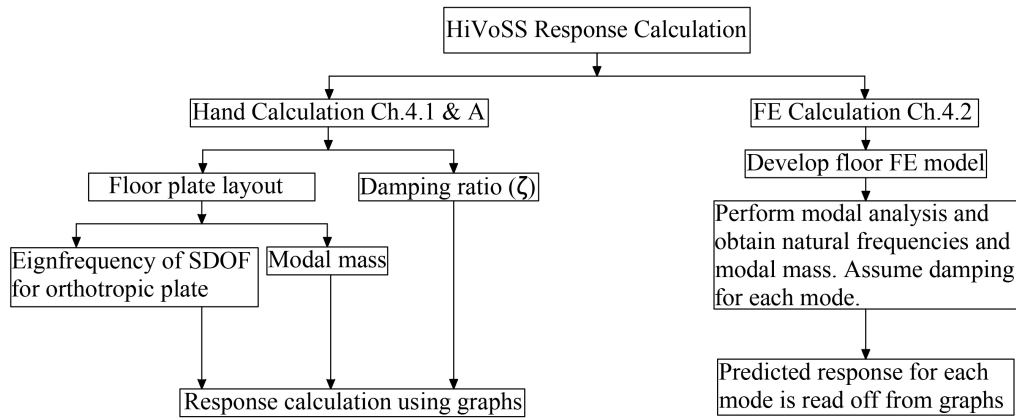 HiVoSS Response Calculation
Hand Calculation Ch.4.1 & A
FE Calculation Ch.4.2
Floor plate layout
Damping ratio (ζ)
Develop floor FE model
Eignfrequency of SDOF
for orthotropic plate
Modal mass
Perform modal analysis and
obtain natural frequencies and
modal mass. Assume damping
for each mode.
Response calculation using graphs
Predicted response for each
mode is read off from graphs